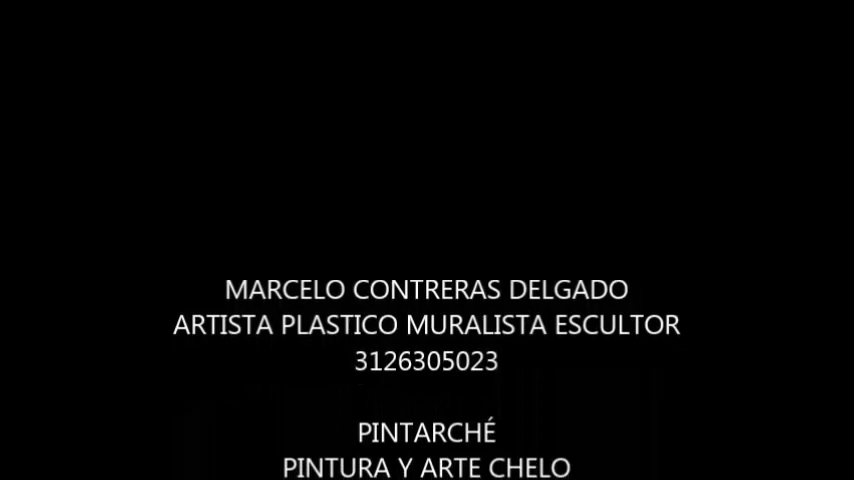 MARCELO CONTRERAS DELGADO
ARTISTA PLASTICO MURALISTA ESCULTOR
3126305023
PINTARCHÉ
PINTURA Y ARTE CHELO